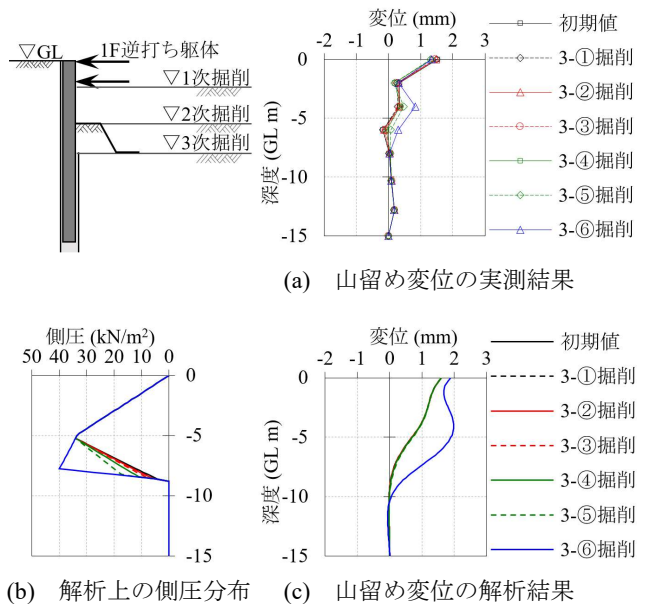 ▽GL
1F逆打ち躯体
▽1次掘削
▽2次掘削
▽3次掘削
変位 (mm)
-2 -1 0 1 2 3
0
-5
-10
-15
深度 (GL m)
初期値
3-①掘削
3-②掘削
3-③掘削
3-④掘削
3-⑤掘削
3-⑥掘削
(a) 山留め変位の実測結果
側圧 (kN/m²)
50 40 30 20 10 0
0
-5
-10
-15
(b) 解析上の側圧分布
変位 (mm)
-2 -1 0 1 2 3
0
-5
-10
-15
深度 (GL m)
初期値
3-①掘削
3-②掘削
3-③掘削
3-④掘削
3-⑤掘削
3-⑥掘削
(c) 山留め変位の解析結果